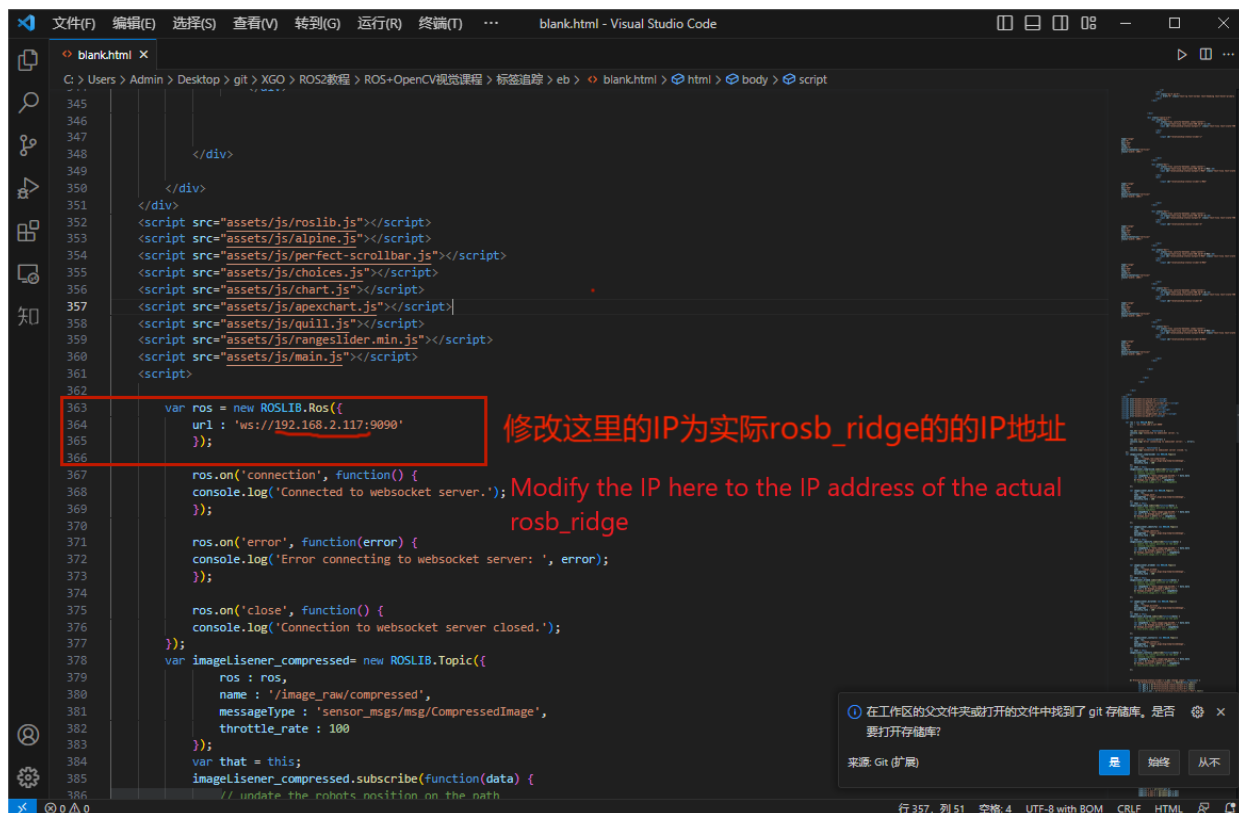 文件(F) 编辑(E) 选择(S) 查看(V) 转到(G) 运行(R) 终端(T) ··· blank.html - Visual Studio Code
<> blank.html ×
C: > Users > Admin > Desktop > git > XGO > ROS2教程 > ROS+OpenCV视觉课程 > 标签追踪 > eb > <> blank.html > html > body > script
345
346
347
348 </div>
349
350 </div>
351 </div>
352 <script src="assets/js/roslib.js"></script>
353 <script src="assets/js/alpine.js"></script>
354 <script src="assets/js/perfect-scrollbar.js"></script>
355 <script src="assets/js/choices.js"></script>
356 <script src="assets/js/chart.js"></script>
357 <script src="assets/js/apexchart.js"></script>
358 <script src="assets/js/quill.js"></script>
359 <script src="assets/js/rangeslider.min.js"></script>
360 <script src="assets/js/main.js"></script>
361 <script>
362
363 var ros = new ROSLIB.Ros({
364 url : 'ws://192.168.2.117:9090'
365 });
366
修改这里的IP为实际rosb_ridge的的IP地址
367 ros.on('connection', function() {
368 console.log('Connected to websocket server.');
369 });
Modify the IP here to the IP address of the actual
rosb_ridge
370
371 ros.on('error', function(error) {
372 console.log('Error connecting to websocket server: ', error);
373 });
374
375 ros.on('close', function() {
376 console.log('Connection to websocket server closed.');
377 });
378 var imageLisener_compressed= new ROSLIB.Topic({
379 ros : ros,
380 name : '/image_raw/compressed',
381 messageType : 'sensor_msgs/msg/CompressedImage',
382 throttle_rate : 100
383 });
384 var that = this;
385 imageLisener_compressed.subscribe(function(data) {
386 // update the robots position on the path
知
在工作区的父文件夹或打开的文件中找到了 git 存储库。是否
要打开存储库?
来源: Git (扩展)
是 始终 从不
0 0 行 357，列 51 空格: 4 UTF-8 with BOM CRLF HTML